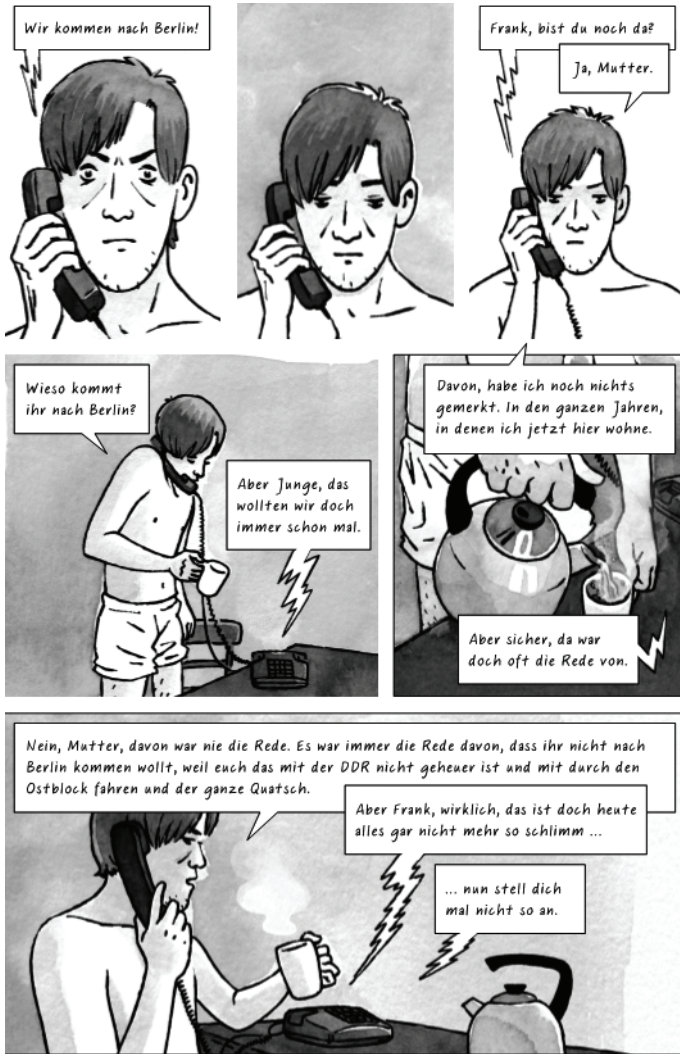 Wir kommen nach Berlin!
Frank, bist du noch da?
Ja, Mutter.
Wieso kommt
ihr nach Berlin?
Aber Junge, das
wollten wir doch
immer schon mal.
Davon, habe ich noch nichts
gemerkt. In den ganzen Jahren,
in denen ich jetzt hier wohne.
Aber sicher, da war
doch oft die Rede von.
Nein, Mutter, davon war nie die Rede. Es war immer die Rede davon, dass ihr nicht nach
Berlin kommen wollt, weil euch das mit der DDR nicht geheuer ist und mit durch den
Ostblock fahren und der ganze Quatsch.
Aber Frank, wirklich, das ist doch heute
alles gar nicht mehr so schlimm ...
... nun stell dich
mal nicht so an.